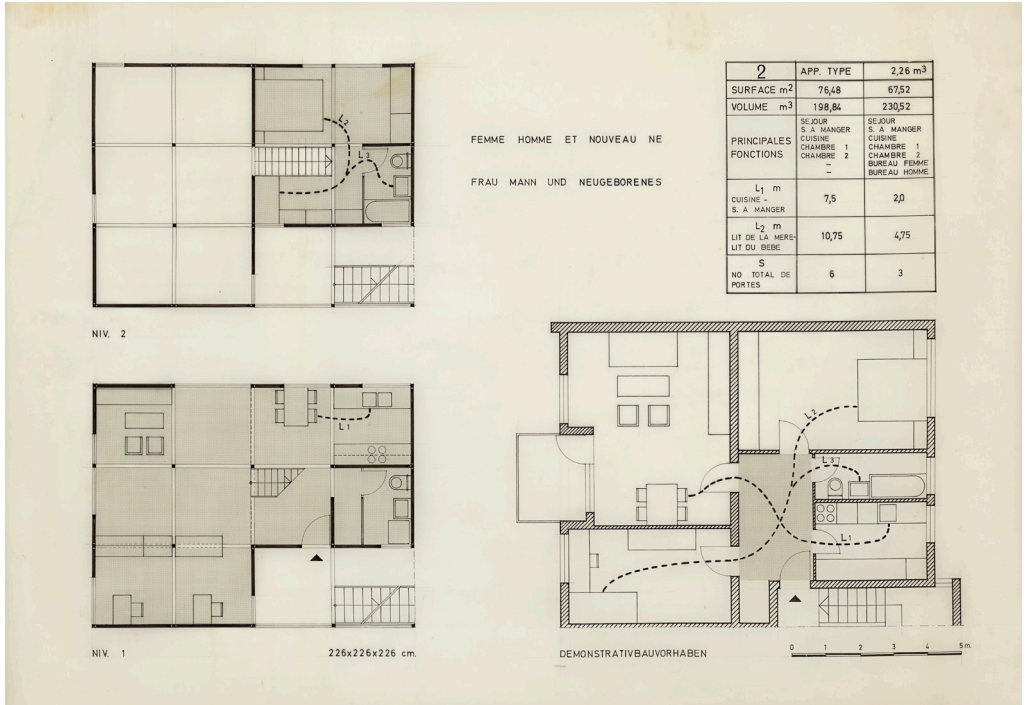 FEMME HOMME ET NOUVEAU NE
FRAU MANN UND NEUGEBORENES
2 APP. TYPE 2,26 m³
SURFACE m² 76,48 67,52
VOLUME m³ 198,84 230,52
PRINCIPALES FONCTIONS
SEJOUR SEJOUR
S. A MANGER S. A MANGER
CUISINE CUISINE
CHAMBRE 1 CHAMBRE 1
CHAMBRE 2 CHAMBRE 2
– BUREAU FEMME
– BUREAU HOMME
L₁ m
CUISINE - 7,5 2,0
S. A MANGER
L₂ m
LIT DE LA MERE- 10,75 4,75
LIT DU BEBE
S
NO TOTAL DE 6 3
PORTES
L₂
L₃
NIV. 2
L₁
NIV. 1 226x226x226 cm.
L₂
L₃
L₁
DEMONSTRATIVBAUVORHABEN
0 1 2 3 4 5 m.